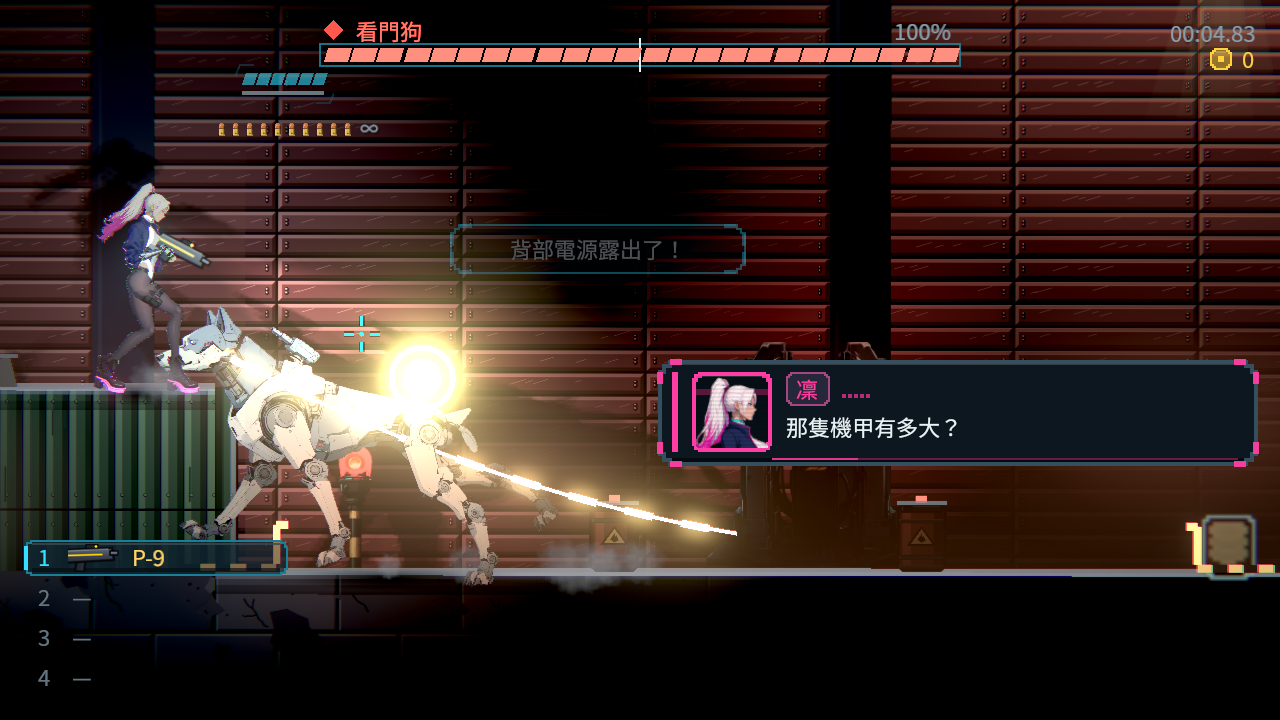 看門狗
100%
00:04.83
0
∞
背部電源露出了！
凛
那隻機甲有多大？
1 P-9
2 —
3 —
4 —